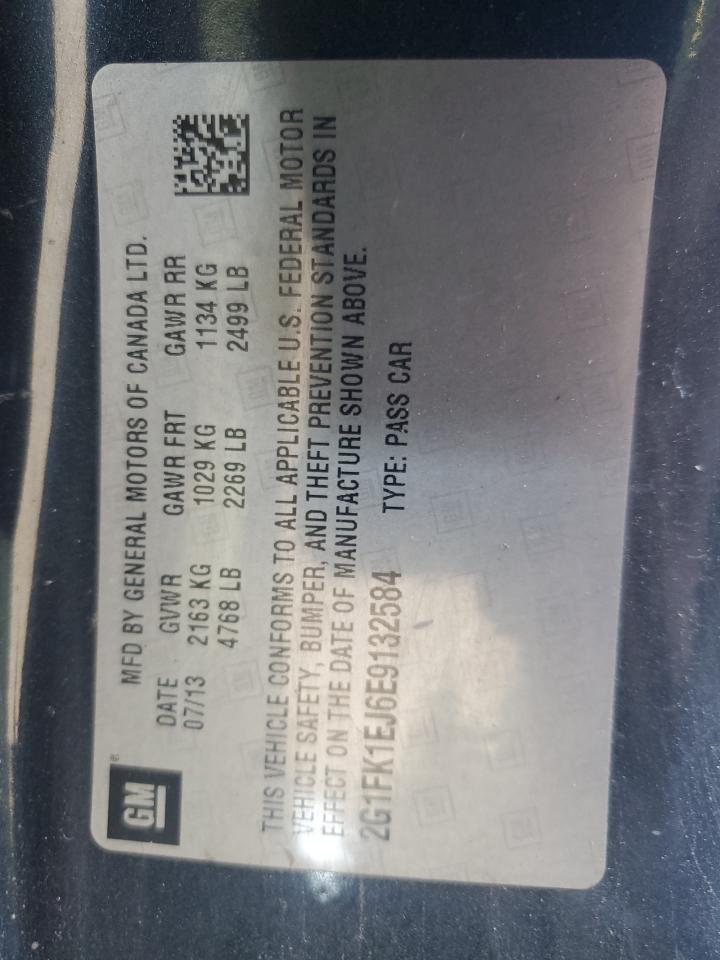 GM®
MFD BY GENERAL MOTORS OF CANADA LTD.
DATE GVWR GAWR FRT GAWR RR
07/13 2163 KG 1029 KG 1134 KG
4768 LB 2269 LB 2499 LB
THIS VEHICLE CONFORMS TO ALL APPLICABLE U.S. FEDERAL MOTOR
VEHICLE SAFETY, BUMPER, AND THEFT PREVENTION STANDARDS IN
EFFECT ON THE DATE OF MANUFACTURE SHOWN ABOVE.
2G1FK1EJ6E9132584 TYPE: PASS CAR